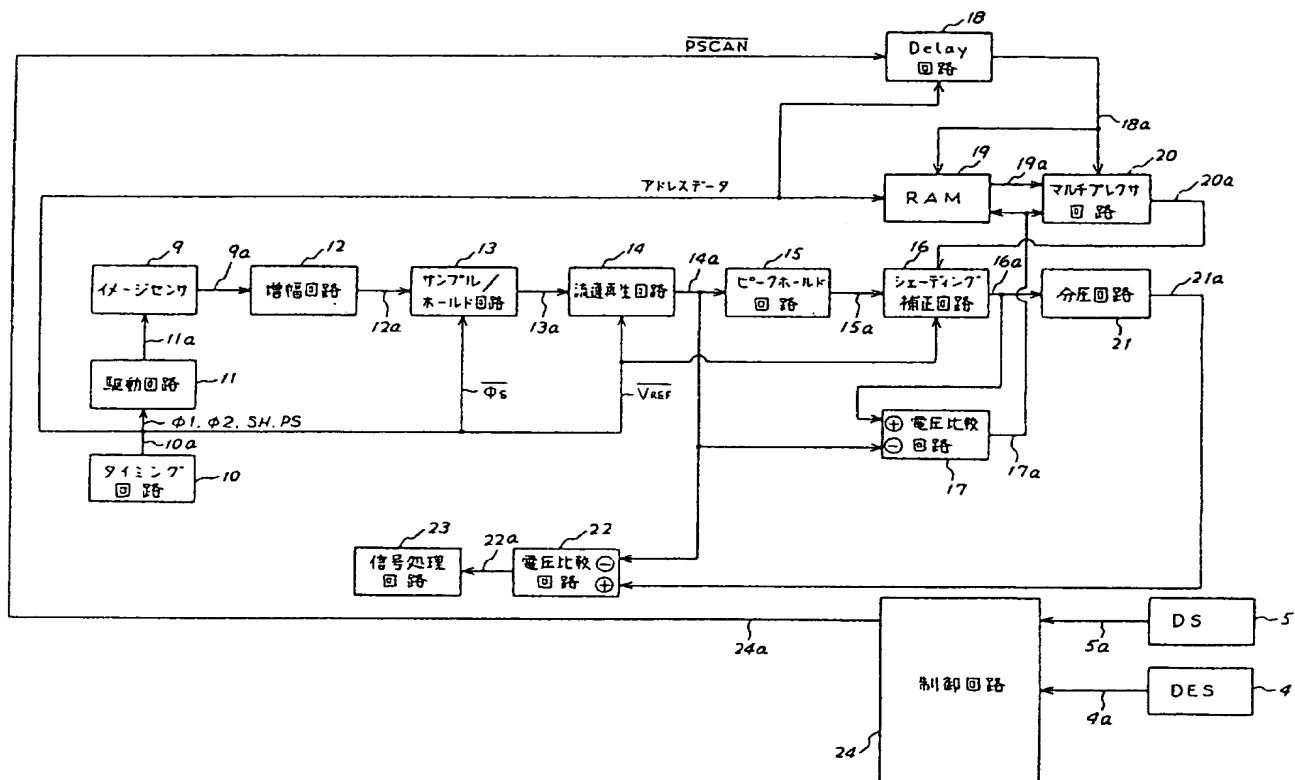 18
PSCAN
Delay
回路
18a
19
19a
20
20a
アドレスデータ
RAM
マルチプレクサ
回路
9
9a
12
13
14
14a
15
16
16a
21a
イメージセンサ
増幅回路
サンプル/
ホールド回路
直流再生回路
ピークホールド
回路
シェーディング
補正回路
分圧回路
12a
13a
15a
21
11a
駆動回路
11
Φs
VREF
Φ1, Φ2, SH, PS
10a
⊕ 電圧比較
⊖ 回路
17a
17
タイミング
回路
10
23
22a
22
信号処理
回路
電圧比較 ⊖
回路 ⊕
24a
5a
DS
5
制御回路
4a
DES
4
24